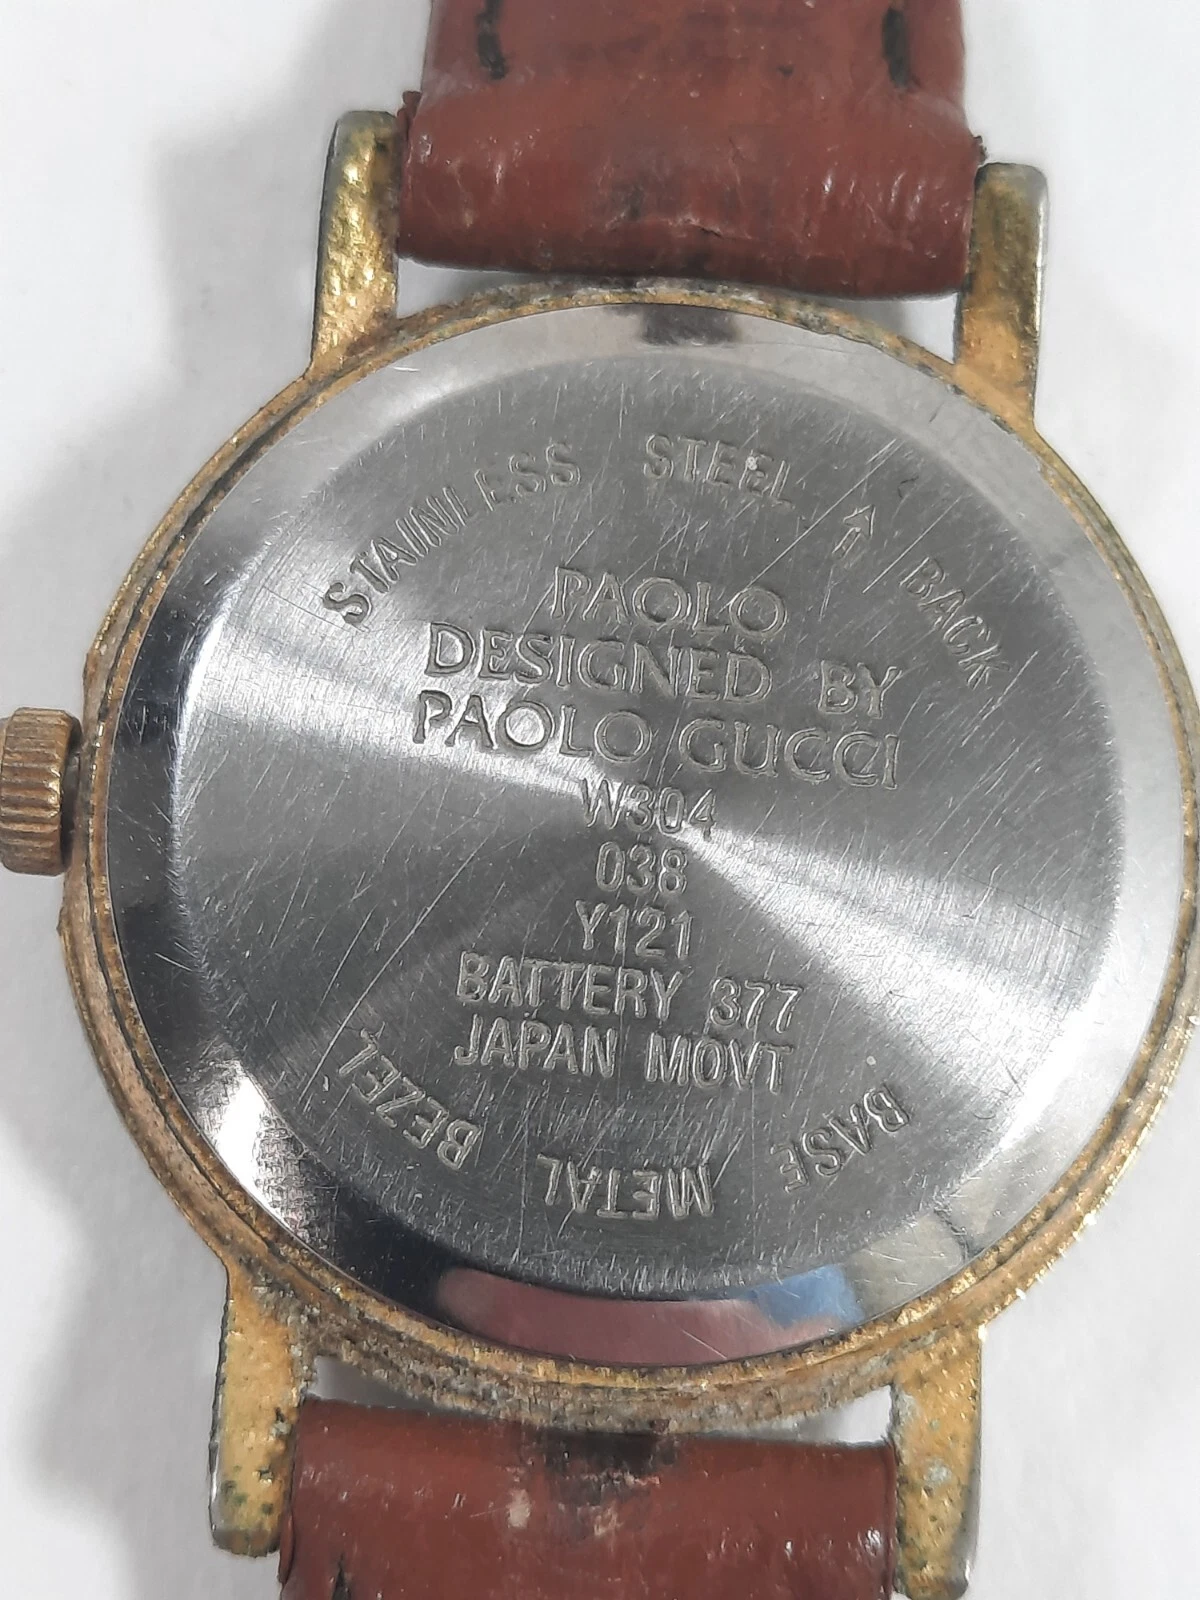 STAINLESS STEEL BACK
PAOLO
DESIGNED BY
PAOLO GUCCI
W304
038
Y121
BATTERY 377
JAPAN MOVT
BASE METAL BEZEL